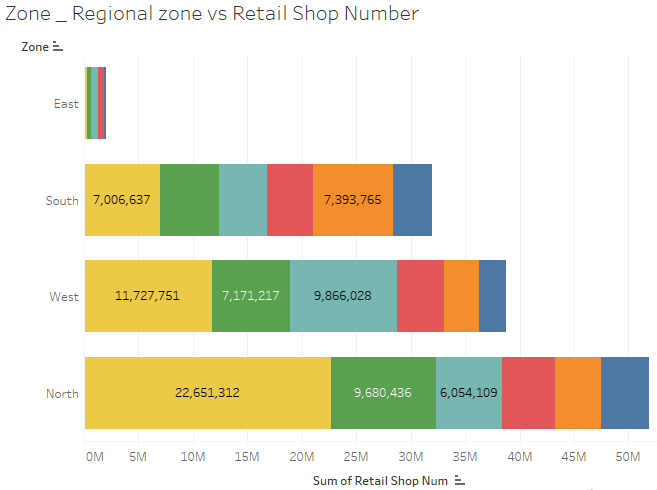 Zone _ Regional zone vs Retail Shop Number
Zone
East
South
7,006,637
7,393,765
West
11,727,751
7,171,217
9,866,028
North
22,651,312
9,680,436
6,054,109
0M 5M 10M 15M 20M 25M 30M 35M 40M 45M 50M
Sum of Retail Shop Num